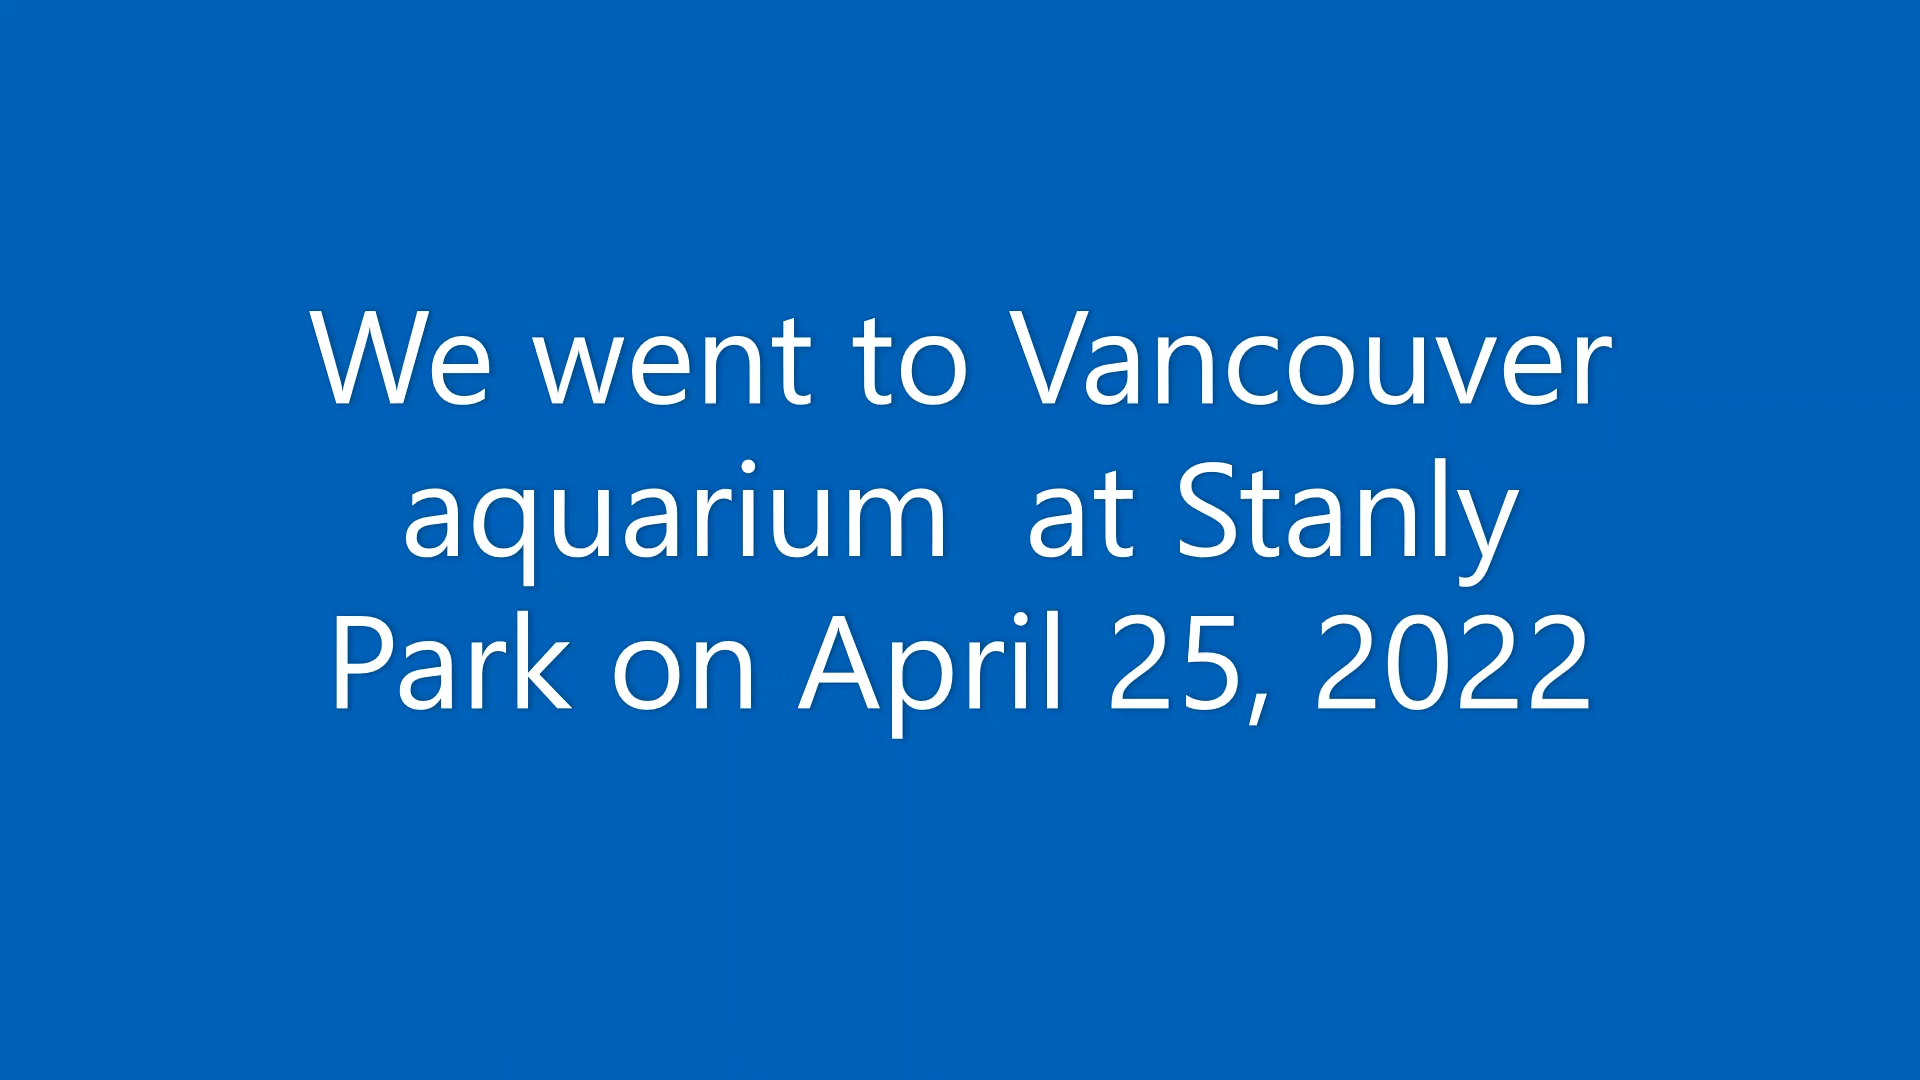 We went to Vancouver
aquarium  at Stanly
Park on April 25, 2022